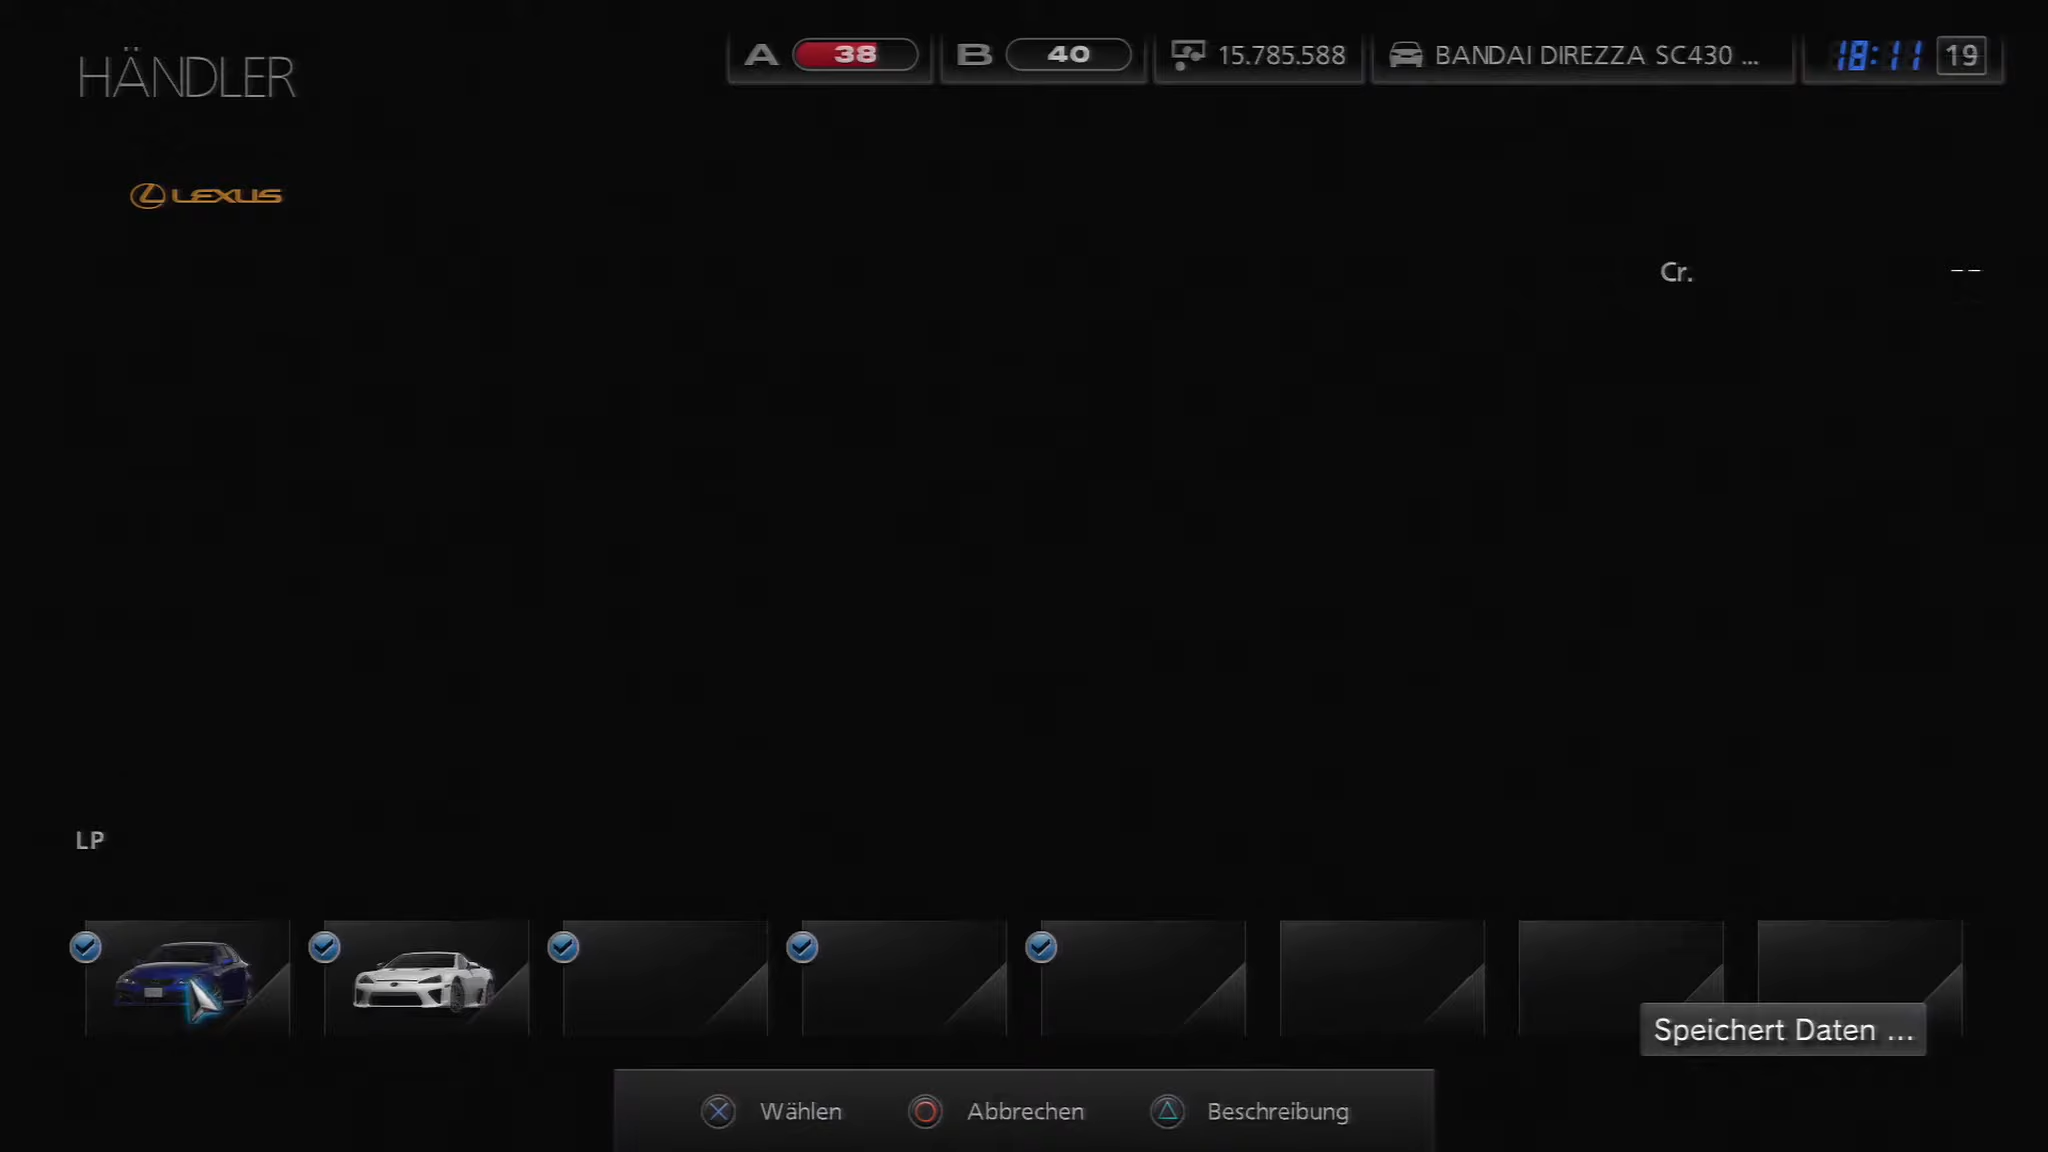 HÄNDLER
A 38
B 40
15.785.588
BANDAI DIREZZA SC430 ...
18:11 19
LEXUS
Cr. --
LP
Speichert Daten ...
Wählen
Abbrechen
Beschreibung